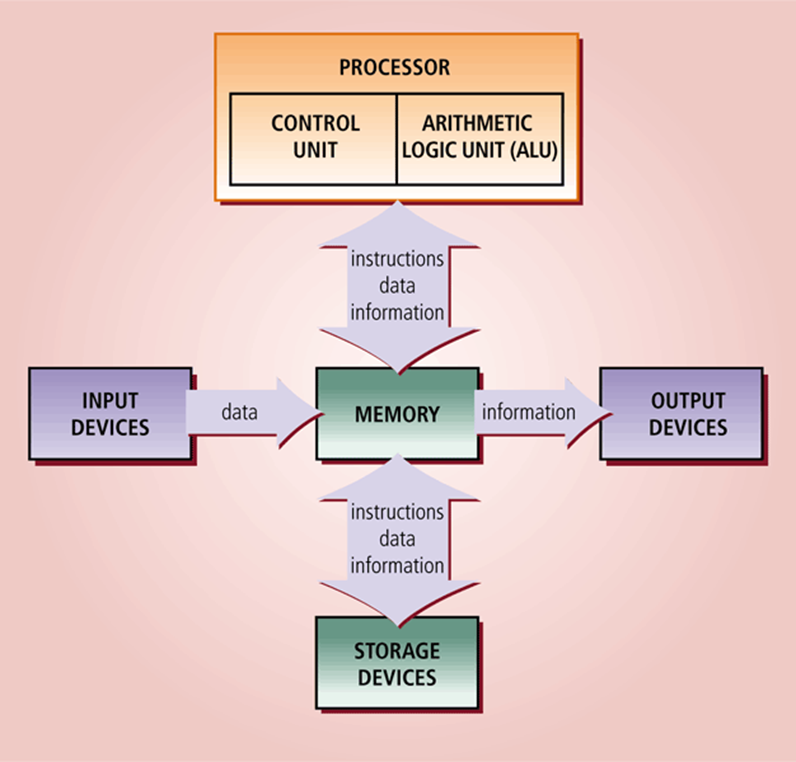 PROCESSOR
CONTROL
UNIT
ARITHMETIC
LOGIC UNIT (ALU)
instructions
data
information
INPUT
DEVICES
data
MEMORY
information
OUTPUT
DEVICES
instructions
data
information
STORAGE
DEVICES